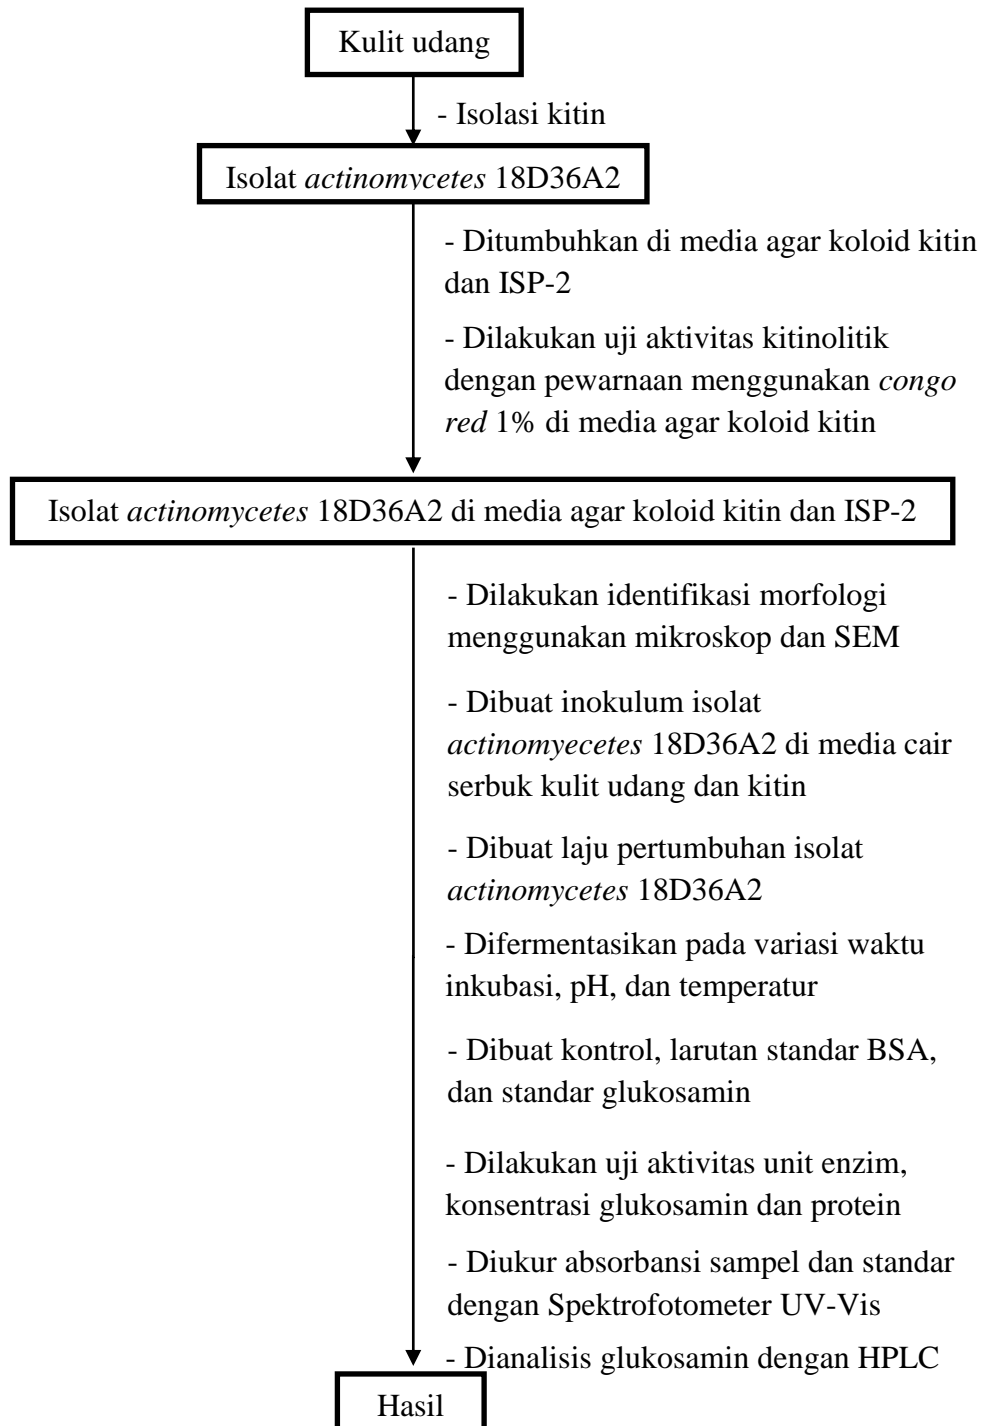 Kulit udang
- Isolasi kitin
Isolat actinomycetes 18D36A2
- Ditumbuhkan di media agar koloid kitin
dan ISP-2
- Dilakukan uji aktivitas kitinolitik
dengan pewarnaan menggunakan congo
red 1% di media agar koloid kitin
Isolat actinomycetes 18D36A2 di media agar koloid kitin dan ISP-2
- Dilakukan identifikasi morfologi
menggunakan mikroskop dan SEM
- Dibuat inokulum isolat
actinomyecetes 18D36A2 di media cair
serbuk kulit udang dan kitin
- Dibuat laju pertumbuhan isolat
actinomycetes 18D36A2
- Difermentasikan pada variasi waktu
inkubasi, pH, dan temperatur
- Dibuat kontrol, larutan standar BSA,
dan standar glukosamin
- Dilakukan uji aktivitas unit enzim,
konsentrasi glukosamin dan protein
- Diukur absorbansi sampel dan standar
dengan Spektrofotometer UV-Vis
- Dianalisis glukosamin dengan HPLC
Hasil